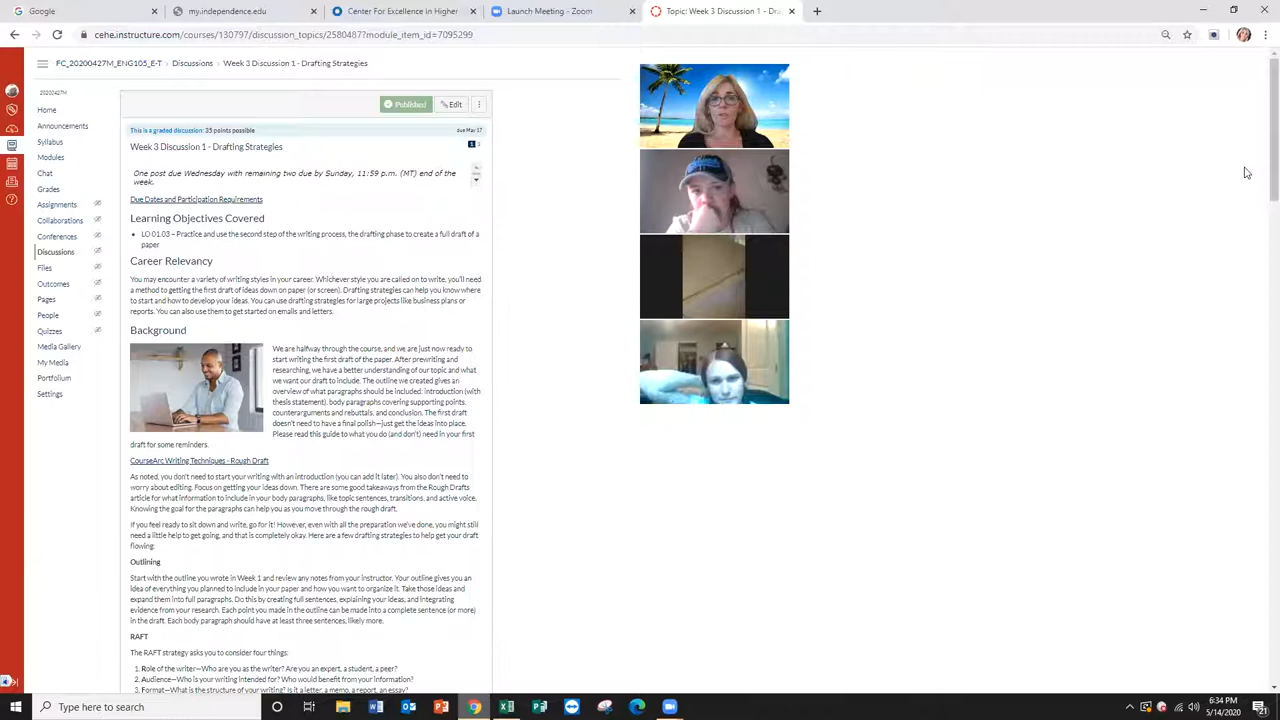 Google
my.independence.edu
Center For Excellence In Higher
Launch Meeting - Zoom
Topic: Week 3 Discussion 1 - Dra
cehe.instructure.com/courses/130797/discussion_topics/2580487?module_item_id=7095299
FC_20200427M_ENG105_E-T > Discussions > Week 3 Discussion 1 - Drafting Strategies
20200427M
Home
Announcements
Syllabus
Modules
Chat
Grades
Assignments
Collaborations
Conferences
Discussions
Files
Outcomes
Pages
People
Quizzes
Media Gallery
My Media
Portfolium
Settings
Published
Edit
This is a graded discussion: 35 points possible
due Mar 17
Week 3 Discussion 1 - Drafting Strategies
1 3
One post due Wednesday with remaining two due by Sunday, 11:59 p.m. (MT) end of the
week.
Due Dates and Participation Requirements
Learning Objectives Covered
• LO 01.03 – Practice and use the second step of the writing process, the drafting phase to create a full draft of a
paper
Career Relevancy
You may encounter a variety of writing styles in your career. Whichever style you are called on to write, you'll need
a method to getting the first draft of ideas down on paper (or screen). Drafting strategies can help you know where
to start and how to develop your ideas. You can use drafting strategies for large projects like business plans or
reports. You can also use them to get started on emails and letters.
Background
We are halfway through the course, and we are just now ready to
start writing the first draft of the paper. After prewriting and
researching, we have a better understanding of our topic and what
we want our draft to include. The outline we created gives an
overview of what paragraphs should be included: introduction (with
thesis statement), body paragraphs covering supporting points,
counterarguments and rebuttals, and conclusion. The first draft
doesn't need to have a final polish—just get the ideas into place.
Please read this guide to what you do (and don't) need in your first
draft for some reminders.
CourseArc Writing Techniques - Rough Draft
As noted, you don't need to start your writing with an introduction (you can add it later). You also don't need to
worry about editing. Focus on getting your ideas down. There are some good takeaways from the Rough Drafts
article for what information to include in your body paragraphs, like topic sentences, transitions, and active voice.
Knowing the goal for the paragraphs can help you as you move through the rough draft.
If you feel ready to sit down and write, go for it! However, even with all the preparation we've done, you might still
need a little help to get going, and that is completely okay. Here are a few drafting strategies to help get your draft
flowing:
Outlining
Start with the outline you wrote in Week 1 and review any notes from your instructor. Your outline gives you an
idea of everything you planned to include in your paper and how you want to organize it. Take those ideas and
expand them into full paragraphs. Do this by creating full sentences, explaining your ideas, and integrating
evidence from your research. Each point you made in the outline can be made into a complete sentence (or more)
in the draft. Each body paragraph should have at least three sentences, likely more.
RAFT
The RAFT strategy asks you to consider four things:
1. Role of the writer—Who are you as the writer? Are you an expert, a student, a peer?
2. Audience—Who is your writing intended for? Who would benefit from your information?
3. Format—What is the structure of your writing? Is it a letter, a memo, a report, an essay?
Type here to search
6:34 PM
5/14/2020